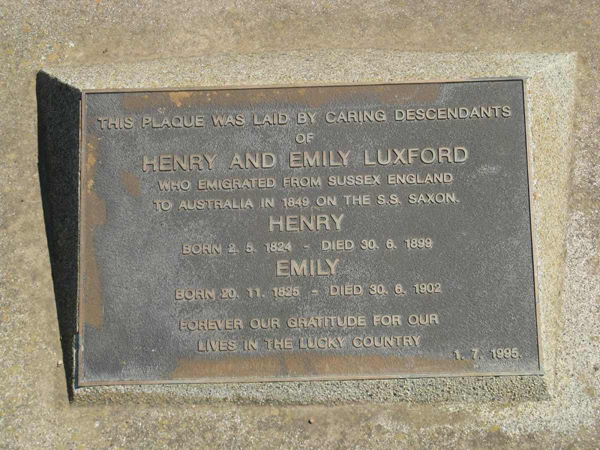 THIS PLAQUE WAS LAID BY CARING DESCENDANTS
OF
HENRY AND EMILY LUXFORD
WHO EMIGRATED FROM SUSSEX ENGLAND
TO AUSTRALIA IN 1849 ON THE S.S. SAXON.
HENRY
BORN 2. 5. 1824 - DIED 30. 6. 1899
EMILY
BORN 20. 11. 1825 - DIED 30. 6. 1902
FOREVER OUR GRATITUDE FOR OUR
LIVES IN THE LUCKY COUNTRY
1. 7. 1995.